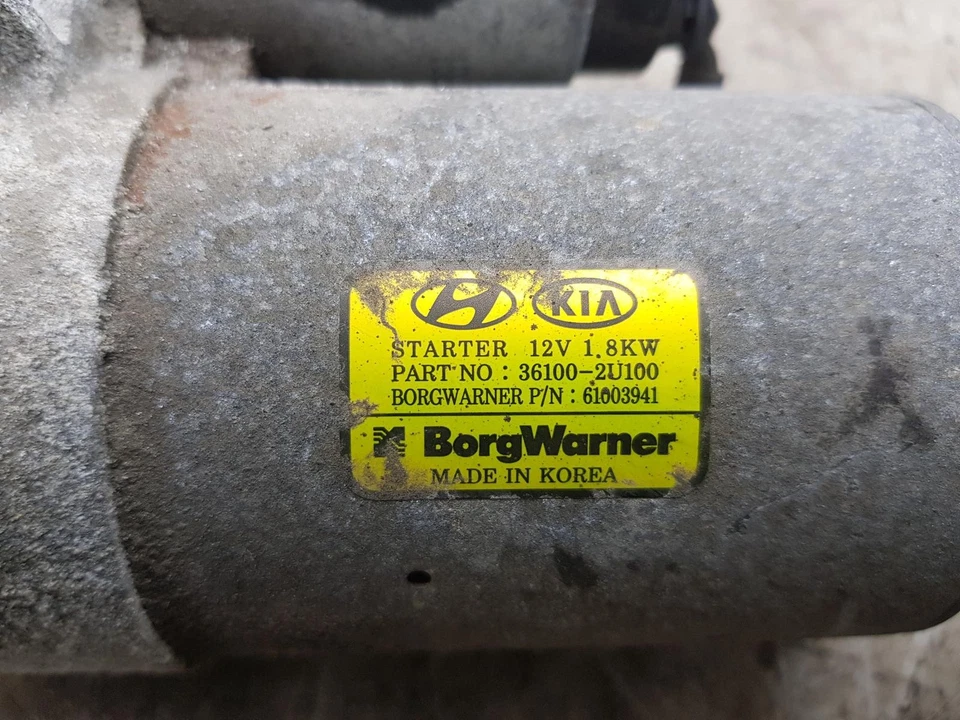 KIA
STARTER 12V 1.8KW
PART NO : 36100-2U100
BORGWARNER P/N : 61003941
BorgWarner
MADE IN KOREA